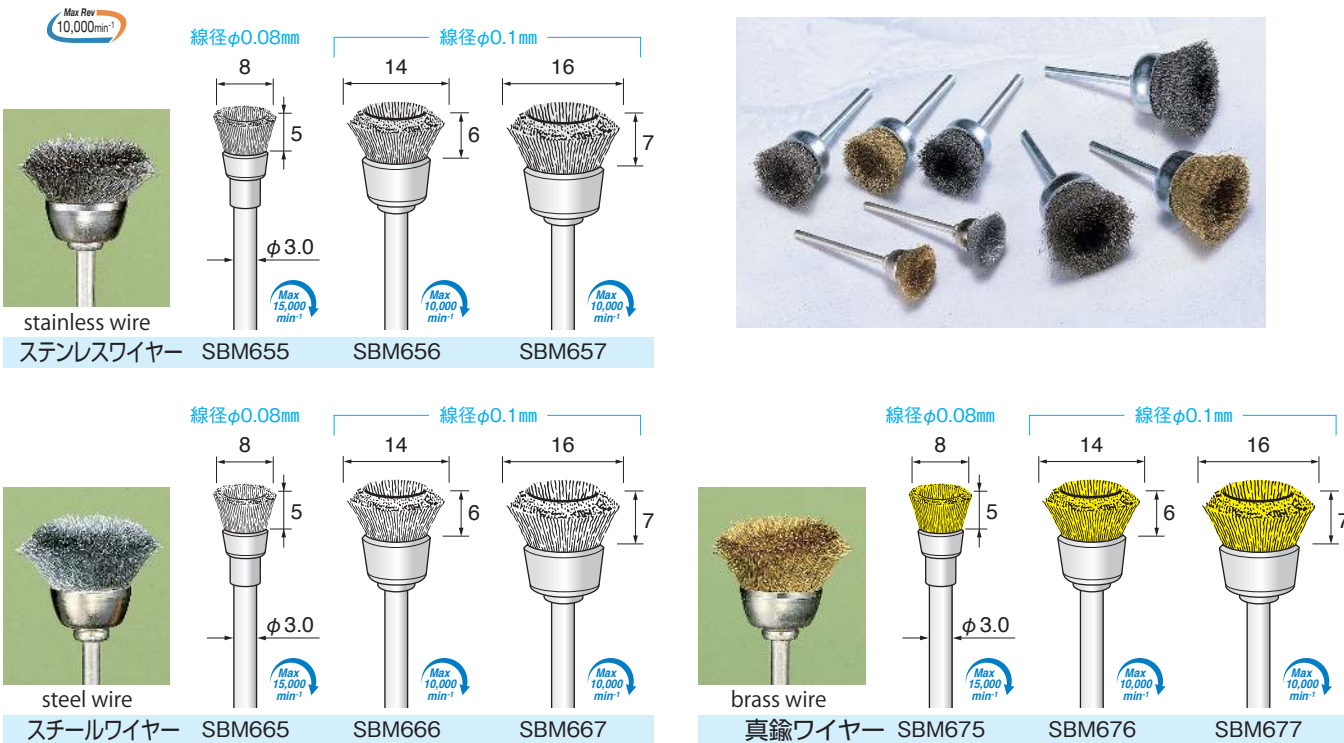 Max Rev
10,000min-1
線径φ0.08㎜
線径φ0.1㎜
8
14
16
5
6
7
φ3.0
Max
15,000
min-1
Max
10,000
min-1
Max
10,000
min-1
stainless wire
ステンレスワイヤー SBM655 SBM656 SBM657
線径φ0.08㎜
線径φ0.1㎜
8
14
16
5
6
7
φ3.0
Max
15,000
min-1
Max
10,000
min-1
Max
10,000
min-1
steel wire
スチールワイヤー SBM665 SBM666 SBM667
線径φ0.08㎜
線径φ0.1㎜
8
14
16
5
6
7
φ3.0
Max
15,000
min-1
Max
10,000
min-1
Max
10,000
min-1
brass wire
真鍮ワイヤー SBM675 SBM676 SBM677